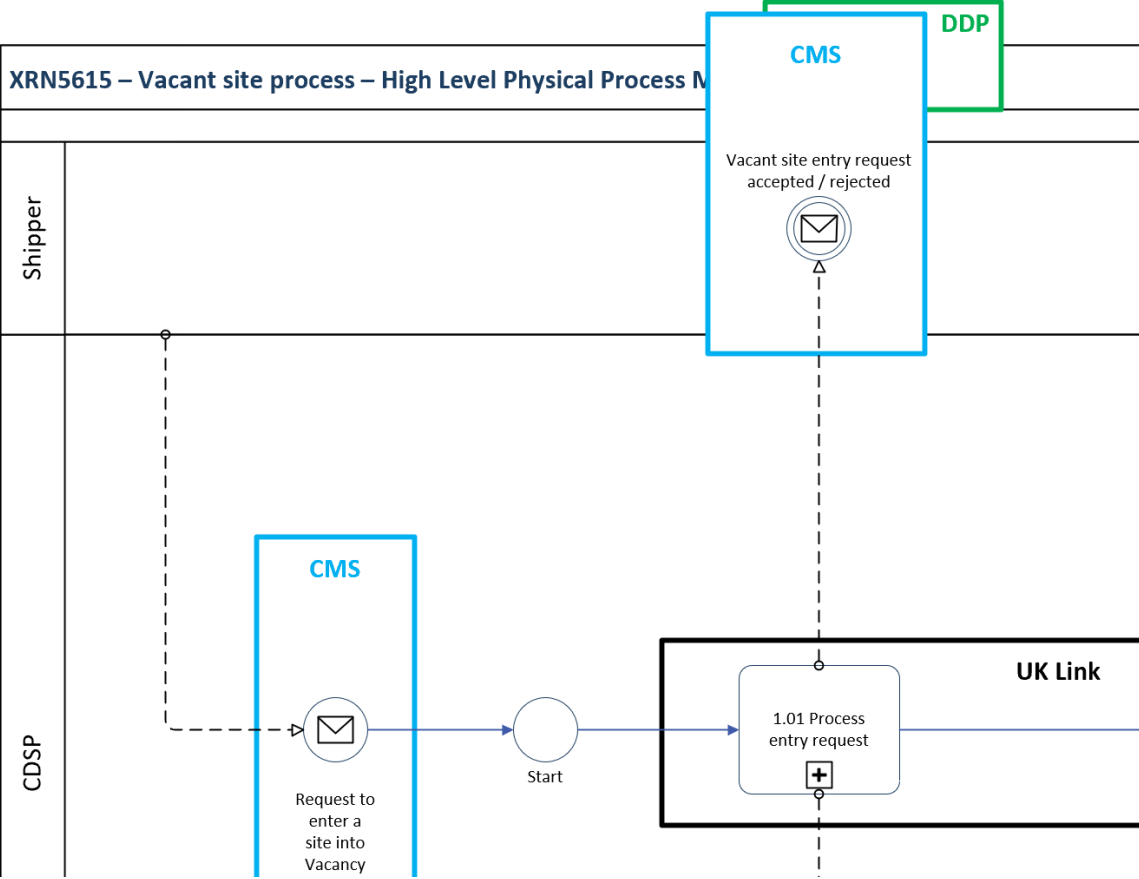 DDP
CMS
XRN5615 – Vacant site process – High Level Physical Process
Vacant site entry request
accepted / rejected
Shipper
CMS
UK Link
1.01 Process
entry request
Start
CDSP
Request to
enter a
site into
Vacancy